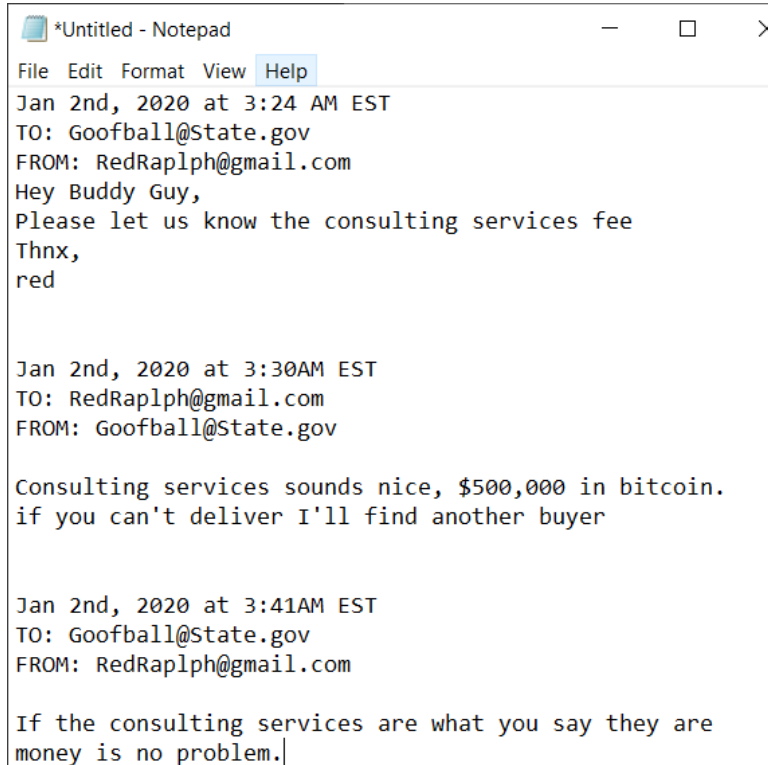 *Untitled - Notepad
File Edit Format View Help
Jan 2nd, 2020 at 3:24 AM EST
TO: Goofball@State.gov
FROM: RedRaplph@gmail.com
Hey Buddy Guy,
Please let us know the consulting services fee
Thnx,
red
Jan 2nd, 2020 at 3:30AM EST
TO: RedRaplph@gmail.com
FROM: Goofball@State.gov
Consulting services sounds nice, $500,000 in bitcoin.
if you can't deliver I'll find another buyer
Jan 2nd, 2020 at 3:41AM EST
TO: Goofball@State.gov
FROM: RedRaplph@gmail.com
If the consulting services are what you say they are
money is no problem.